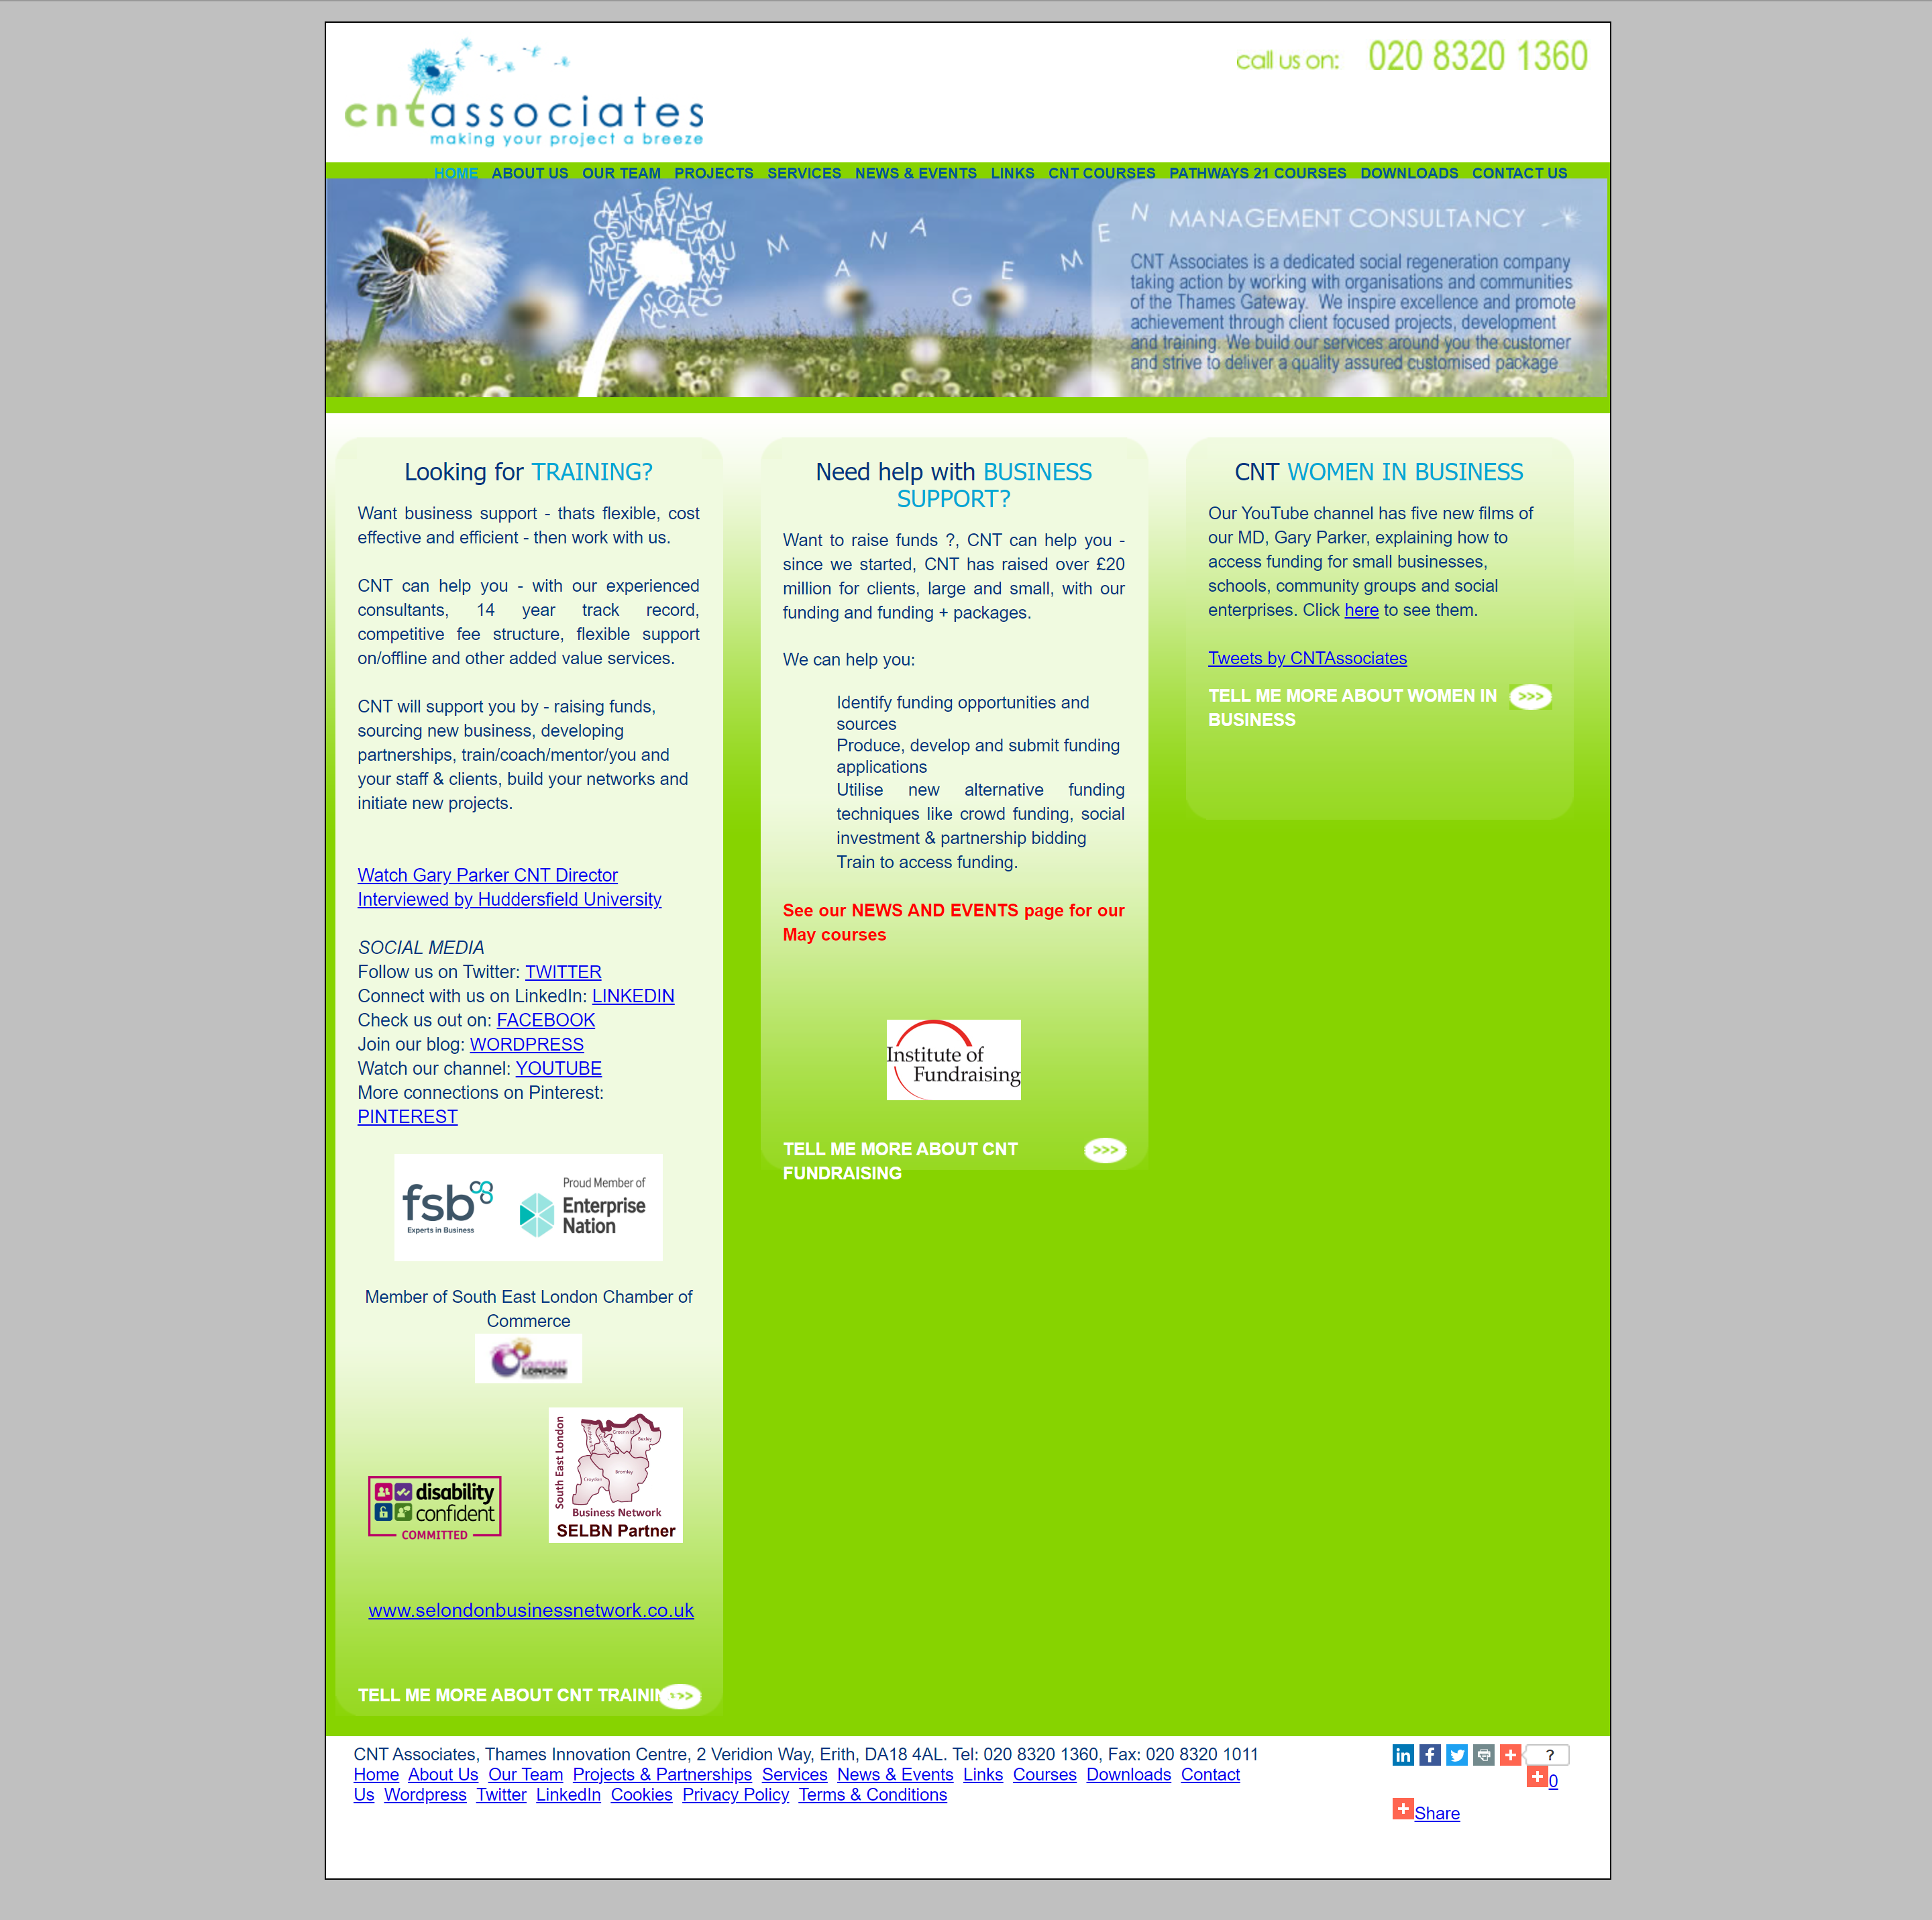 cntassociates
making your project a breeze
call us on: 020 8320 1360
HOME ABOUT US OUR TEAM PROJECTS SERVICES NEWS & EVENTS LINKS CNT COURSES PATHWAYS 21 COURSES DOWNLOADS CONTACT US
M A N A G E M E N
MANAGEMENT CONSULTANCY
CNT Associates is a dedicated social regeneration company
taking action by working with organisations and communities
of the Thames Gateway. We inspire excellence and promote
achievement through client focused projects, development
and training. We build our services around you the customer
and strive to deliver a quality assured customised package
Looking for TRAINING?
Want business support - thats flexible, cost
effective and efficient - then work with us.
CNT can help you - with our experienced
consultants, 14 year track record,
competitive fee structure, flexible support
on/offline and other added value services.
CNT will support you by - raising funds,
sourcing new business, developing
partnerships, train/coach/mentor/you and
your staff & clients, build your networks and
initiate new projects.
Watch Gary Parker CNT Director
Interviewed by Huddersfield University
SOCIAL MEDIA
Follow us on Twitter: TWITTER
Connect with us on LinkedIn: LINKEDIN
Check us out on: FACEBOOK
Join our blog: WORDPRESS
Watch our channel: YOUTUBE
More connections on Pinterest:
PINTEREST
fsb
Experts in Business
Proud Member of
Enterprise
Nation
Member of South East London Chamber of
Commerce
LONDON
disability
confident
COMMITTED
South East London
Greenwich
Bexley
Bromley
Croydon
Business Network
SELBN Partner
www.selondonbusinessnetwork.co.uk
TELL ME MORE ABOUT CNT TRAININ >>>
Need help with BUSINESS
SUPPORT?
Want to raise funds ?, CNT can help you -
since we started, CNT has raised over £20
million for clients, large and small, with our
funding and funding + packages.
We can help you:
Identify funding opportunities and
sources
Produce, develop and submit funding
applications
Utilise new alternative funding
techniques like crowd funding, social
investment & partnership bidding
Train to access funding.
See our NEWS AND EVENTS page for our
May courses
Institute of
Fundraising
TELL ME MORE ABOUT CNT >>>
FUNDRAISING
CNT WOMEN IN BUSINESS
Our YouTube channel has five new films of
our MD, Gary Parker, explaining how to
access funding for small businesses,
schools, community groups and social
enterprises. Click here to see them.
Tweets by CNTAssociates
TELL ME MORE ABOUT WOMEN IN >>>
BUSINESS
CNT Associates, Thames Innovation Centre, 2 Veridion Way, Erith, DA18 4AL. Tel: 020 8320 1360, Fax: 020 8320 1011
Home About Us Our Team Projects & Partnerships Services News & Events Links Courses Downloads Contact
Us Wordpress Twitter LinkedIn Cookies Privacy Policy Terms & Conditions
?
0
Share